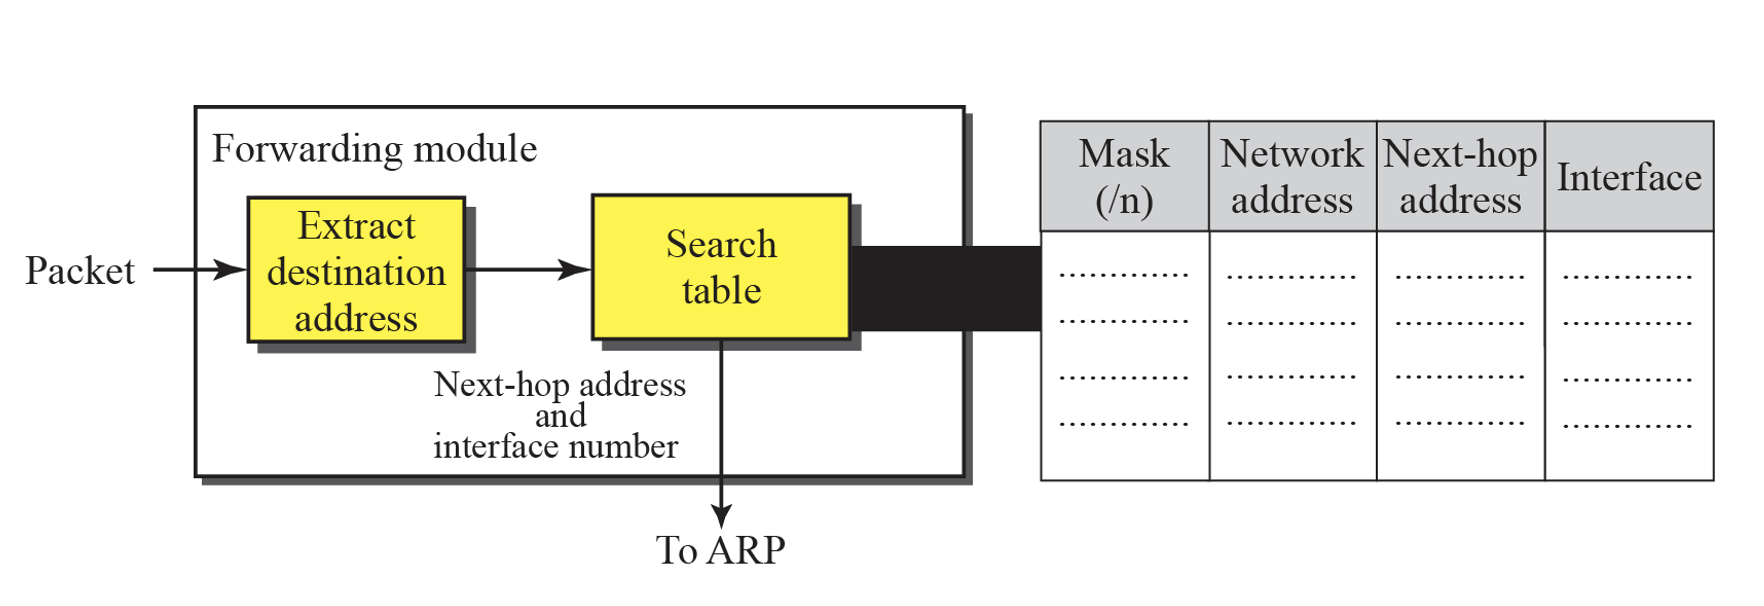 Forwarding module
Packet
Extract
destination
address
Search
table
Next-hop address
and
interface number
To ARP
Mask
(/n)
Network
address
Next-hop
address
Interface